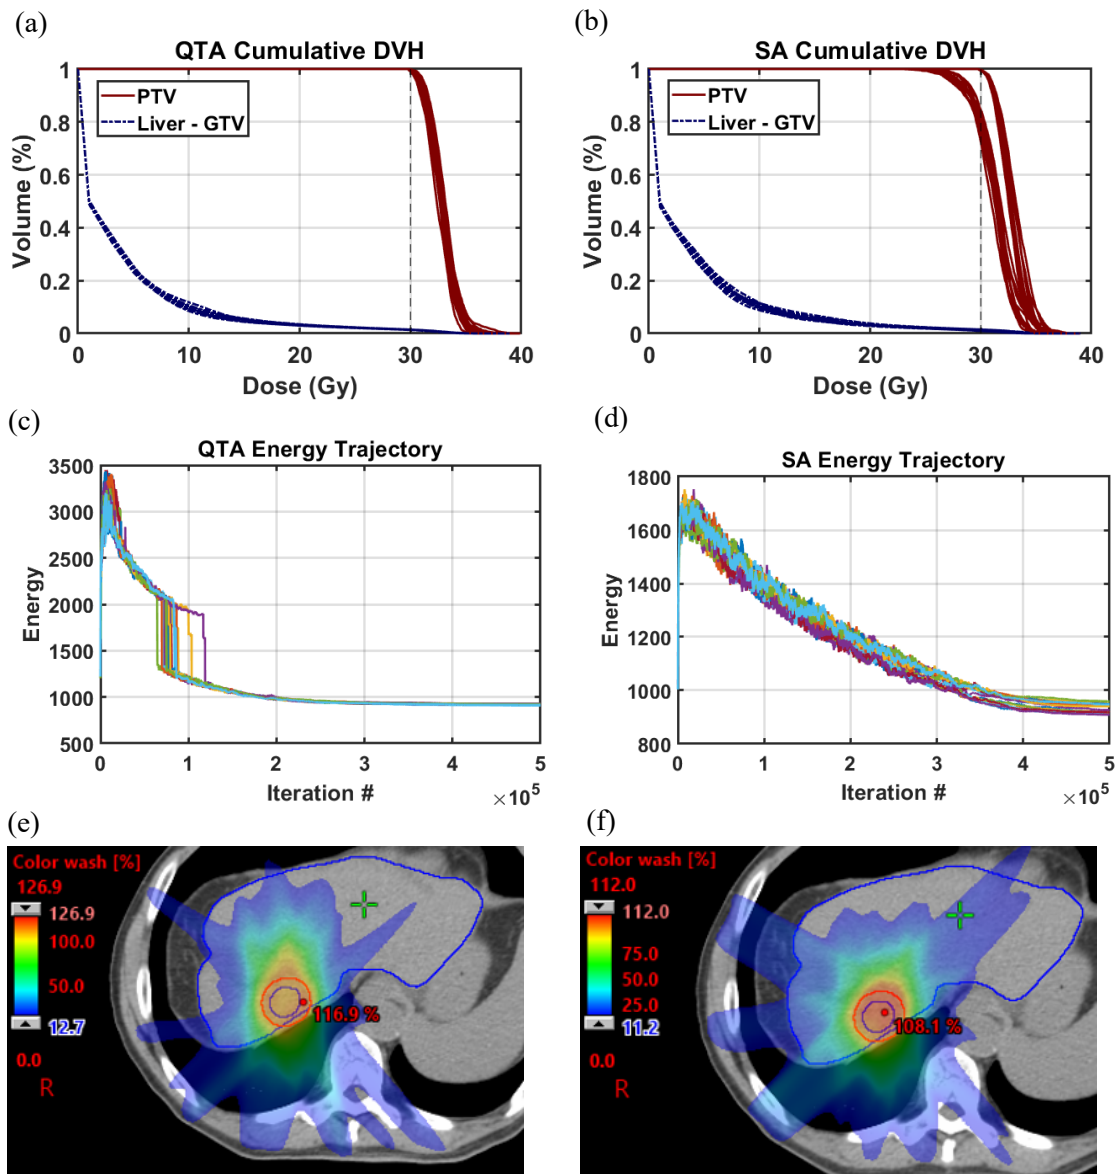 (a)
QTA Cumulative DVH
PTV
Liver - GTV
1
0.8
0.6
0.4
0.2
0
Volume (%)
0 10 20 30 40
Dose (Gy)
(b)
SA Cumulative DVH
PTV
Liver - GTV
1
0.8
0.6
0.4
0.2
0
Volume (%)
0 10 20 30 40
Dose (Gy)
(c)
QTA Energy Trajectory
3500
3000
2500
2000
1500
1000
500
Energy
0 1 2 3 4 5
Iteration #
×10^5
(d)
SA Energy Trajectory
1800
1600
1400
1200
1000
800
Energy
0 1 2 3 4 5
Iteration #
×10^5
(e)
Color wash [%]
126.9
126.9
100.0
50.0
12.7
0.0
R
116.9 %
(f)
Color wash [%]
112.0
112.0
75.0
50.0
25.0
11.2
0.0
R
108.1 %